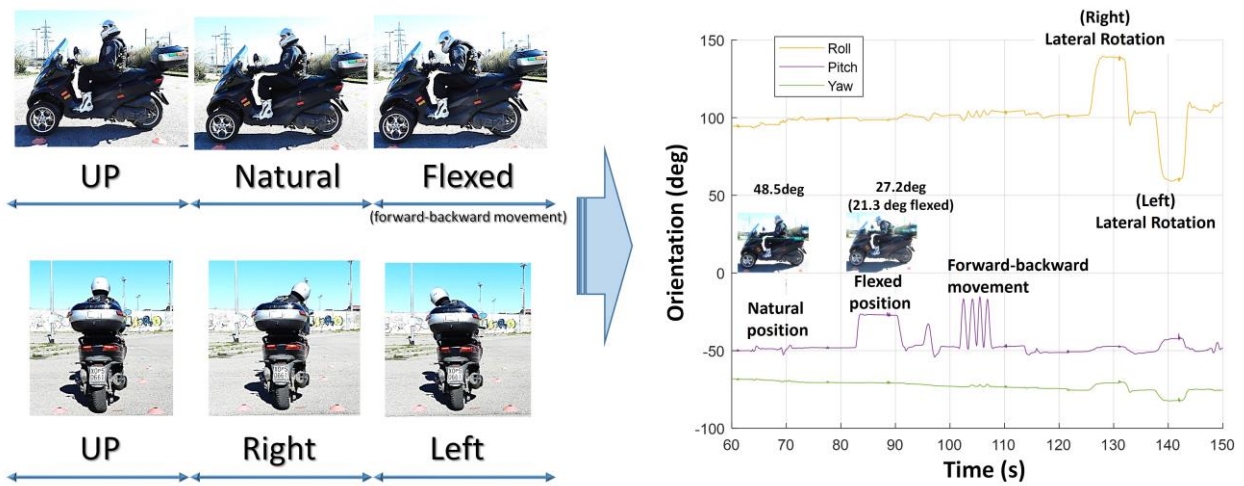 UP
Natural
Flexed
(forward-backward movement)
UP
Right
Left
(Right)
Lateral Rotation
Roll
Pitch
Yaw
48.5deg
27.2deg
(21.3 deg flexed)
(Left)
Lateral Rotation
Natural
position
Flexed
position
Forward-backward
movement
Orientation (deg)
150
100
50
0
-50
-100
60
70
80
90
100
110
120
130
140
150
Time (s)